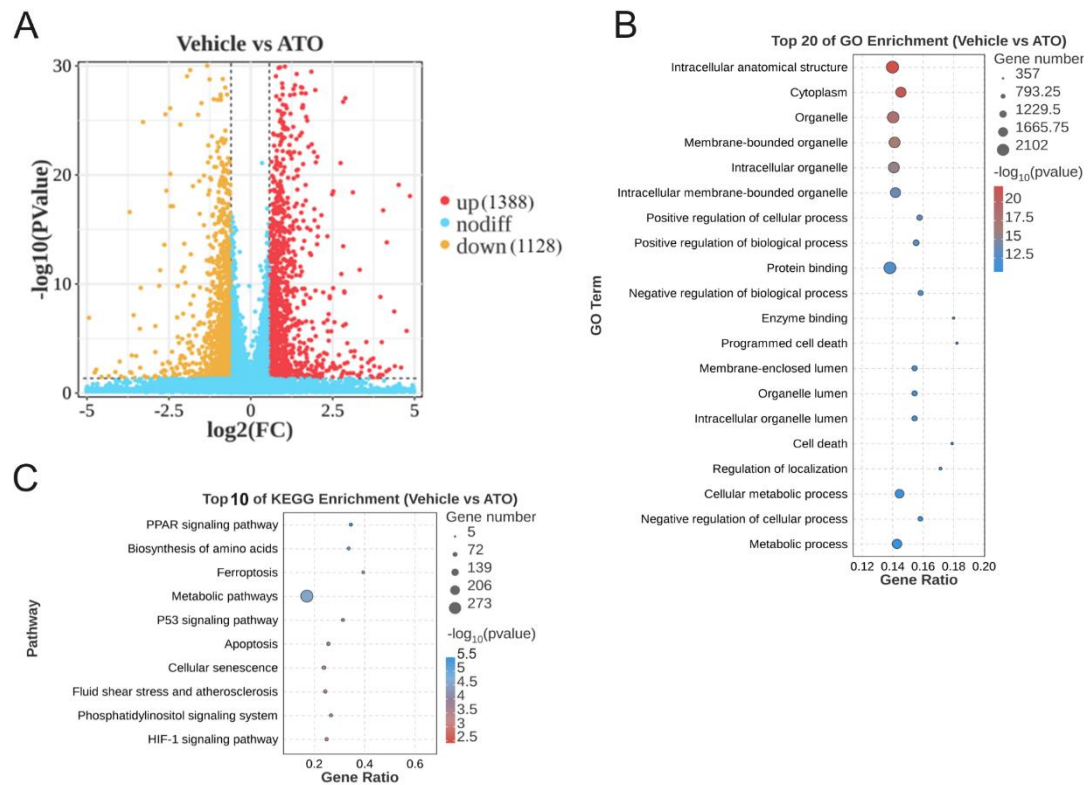 A
Vehicle vs ATO
30
20
10
0
-log10(PValue)
-5
-2.5
0
2.5
5
log2(FC)
up (1388)
nodiff
down (1128)
B
Top 20 of GO Enrichment (Vehicle vs ATO)
GO Term
Intracellular anatomical structure
Cytoplasm
Organelle
Membrane-bounded organelle
Intracellular organelle
Intracellular membrane-bounded organelle
Positive regulation of cellular process
Positive regulation of biological process
Protein binding
Negative regulation of biological process
Enzyme binding
Programmed cell death
Membrane-enclosed lumen
Organelle lumen
Intracellular organelle lumen
Cell death
Regulation of localization
Cellular metabolic process
Negative regulation of cellular process
Metabolic process
0.12 0.14 0.16 0.18 0.20
Gene Ratio
Gene number
357
793.25
1229.5
1665.75
2102
-log10(pvalue)
20
17.5
15
12.5
C
Top 10 of KEGG Enrichment (Vehicle vs ATO)
Pathway
PPAR signaling pathway
Biosynthesis of amino acids
Ferroptosis
Metabolic pathways
P53 signaling pathway
Apoptosis
Cellular senescence
Fluid shear stress and atherosclerosis
Phosphatidylinositol signaling system
HIF-1 signaling pathway
0.2 0.4 0.6
Gene Ratio
Gene number
5
72
139
206
273
-log10(pvalue)
5.5
5
4.5
4
3.5
3
2.5